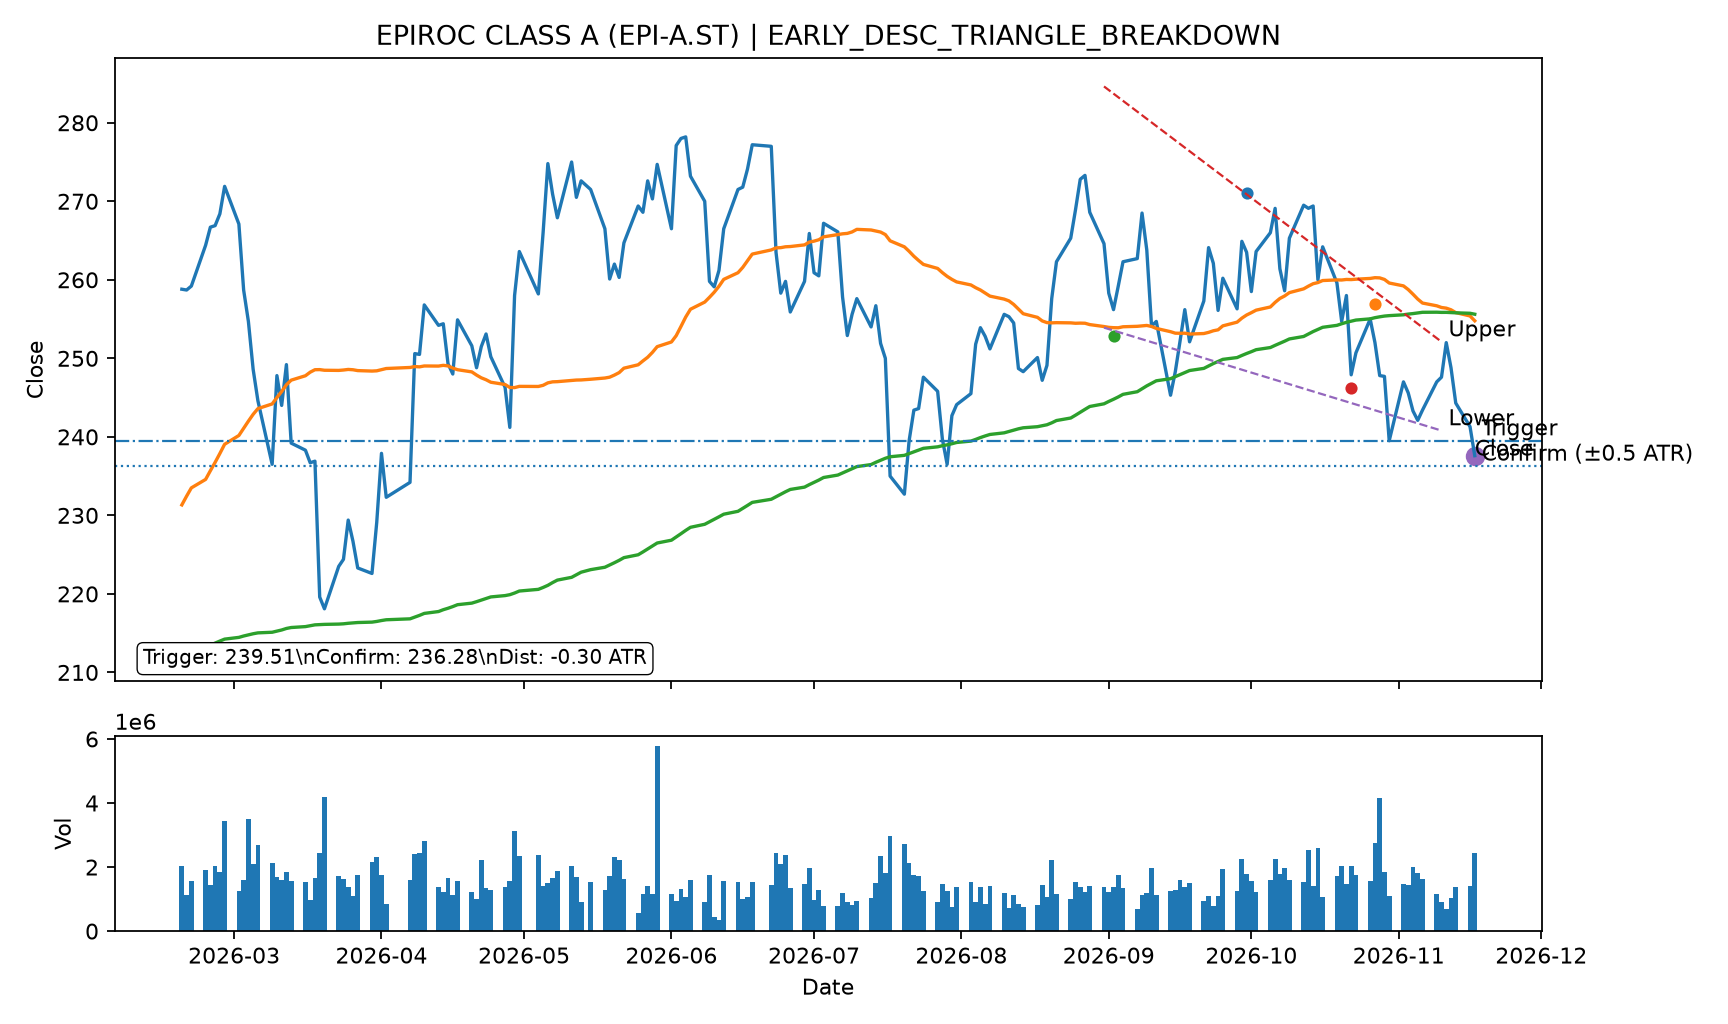 EPIROC CLASS A (EPI-A.ST) | EARLY_DESC_TRIANGLE_BREAKDOWN
Close
280
270
260
250
240
230
220
210
Upper
Lower
Trigger
Close
Confirm (±0.5 ATR)
Trigger: 239.51\nConfirm: 236.28\nDist: -0.30 ATR
1e6
Vol
6
4
2
0
2026-03 2026-04 2026-05 2026-06 2026-07 2026-08 2026-09 2026-10 2026-11 2026-12
Date